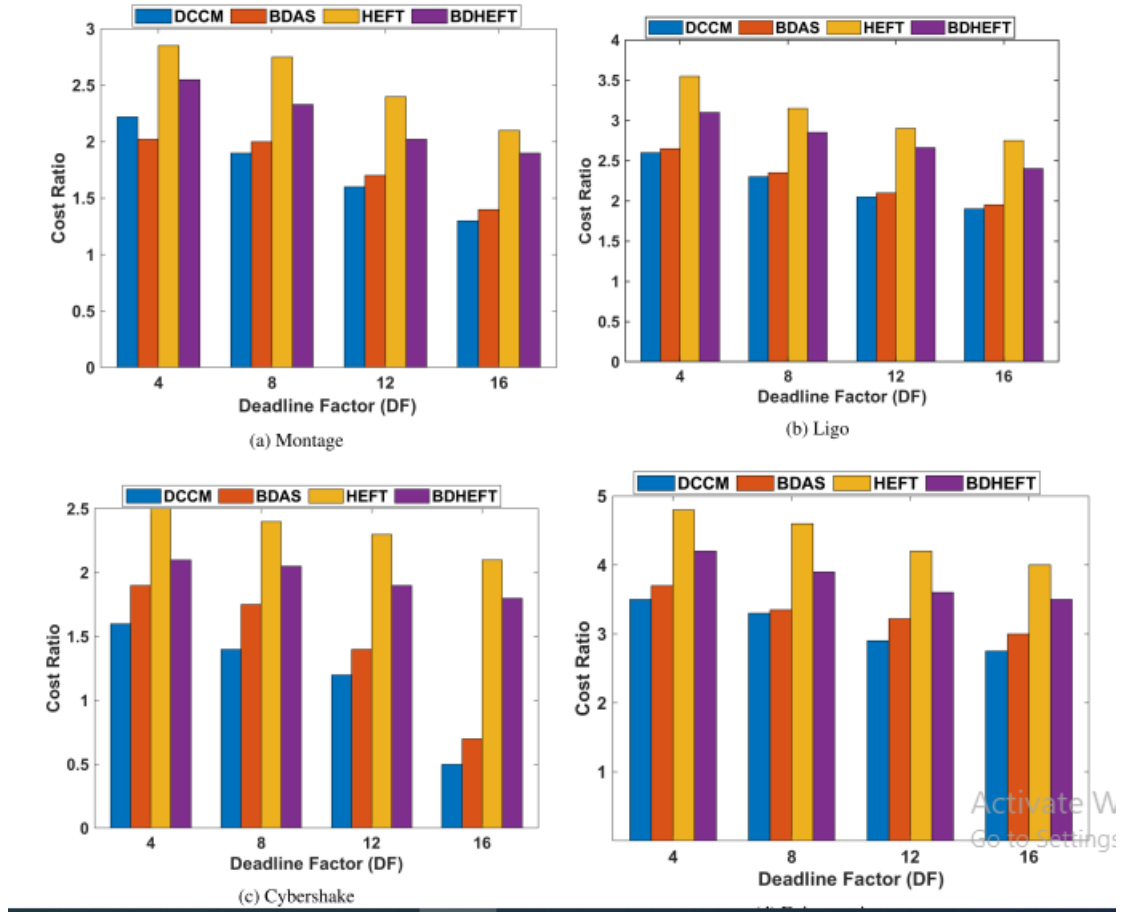 DCCM BDAS HEFT BDHEFT
3
2.5
2
1.5
1
0.5
0
Cost Ratio
4 8 12 16
Deadline Factor (DF)
(a) Montage
DCCM BDAS HEFT BDHEFT
4
3.5
3
2.5
2
1.5
1
0.5
0
Cost Ratio
4 8 12 16
Deadline Factor (DF)
(b) Ligo
DCCM BDAS HEFT BDHEFT
2.5
2
1.5
1
0.5
0
Cost Ratio
4 8 12 16
Deadline Factor (DF)
(c) Cybershake
DCCM BDAS HEFT BDHEFT
5
4
3
2
1
Cost Ratio
4 8 12 16
Deadline Factor (DF)
Activate W
Go to Settings